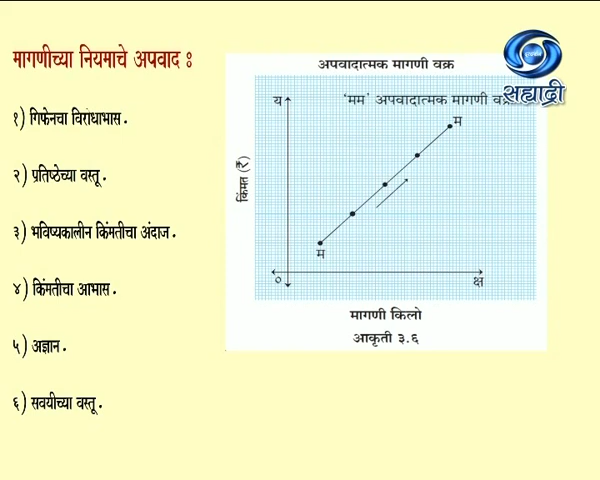 मागणीच्या नियमाचे अपवाद :
१) गिफेनचा विरोधाभास.
२) प्रतिष्ठेच्या वस्तू.
३) भविष्यकालीन किंमतीचा अंदाज.
४) किंमतीचा आभास.
५) अज्ञान.
६) सवयीच्या वस्तू.
अपवादात्मक मागणी वक्र
य
'मम' अपवादात्मक मागणी वक्र
म
किंमत (₹)
म
०
क्ष
मागणी किलो
आकृती ३.६
सह्याद्री